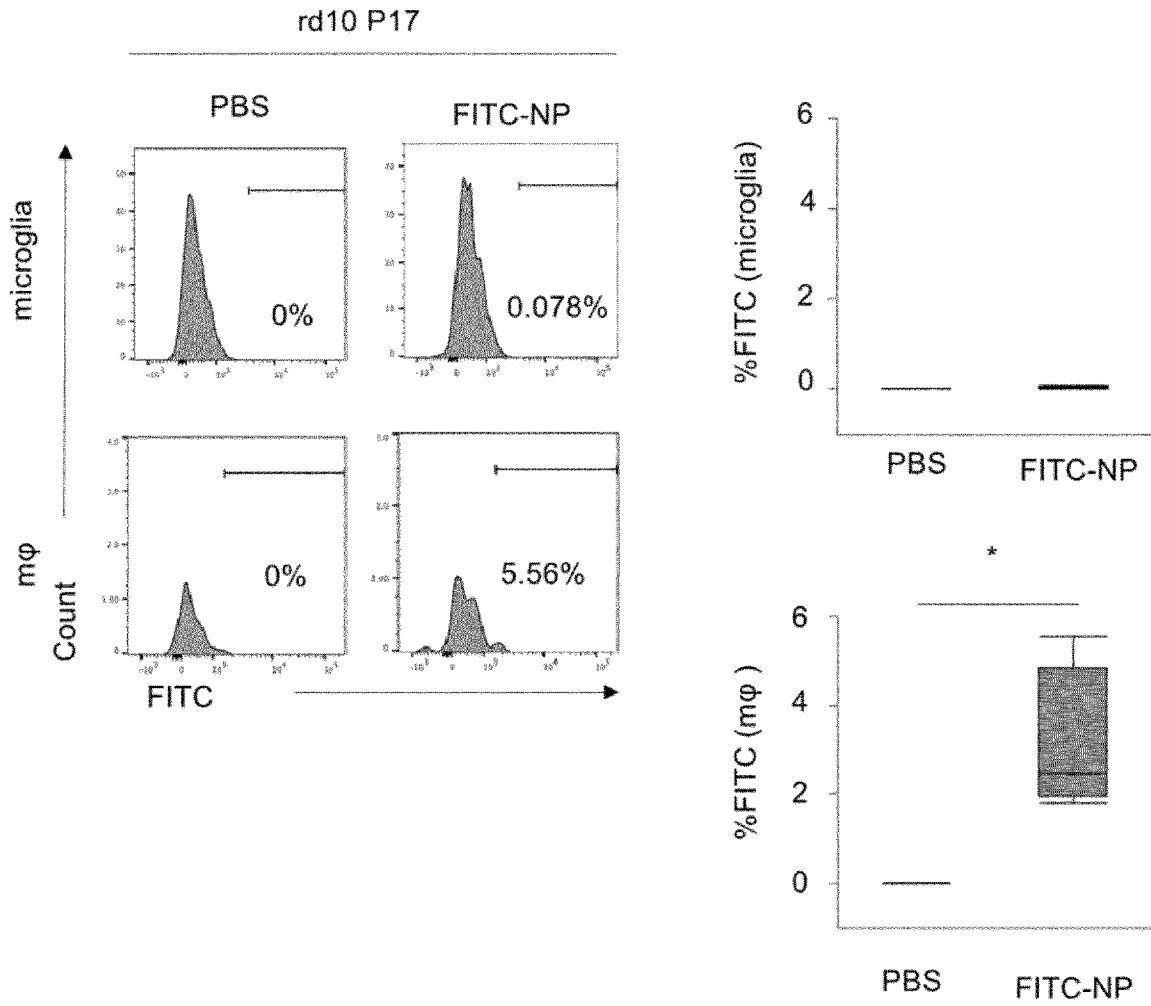 rd10 P17
PBS
FITC-NP
microglia
0%
0.078%
mφ
Count
0%
5.56%
FITC
%FITC (microglia)
6
4
2
0
PBS
FITC-NP
*
%FITC (mφ )
6
4
2
0
PBS
FITC-NP